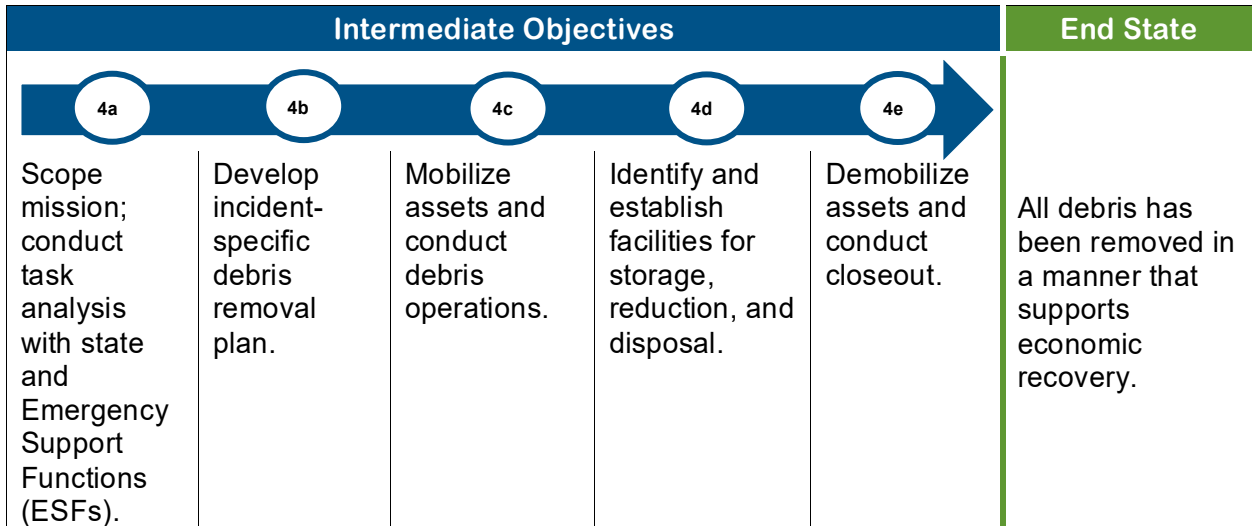 Intermediate Objectives
End State
4a
4b
4c
4d
4e
Scope
mission;
conduct
task
analysis
with state
and
Emergency
Support
Functions
(ESFs).
Develop
incident-
specific
debris
removal
plan.
Mobilize
assets and
conduct
debris
operations.
Identify and
establish
facilities for
storage,
reduction, and
disposal.
Demobilize
assets and
conduct
closeout.
All debris has
been removed in
a manner that
supports
economic
recovery.